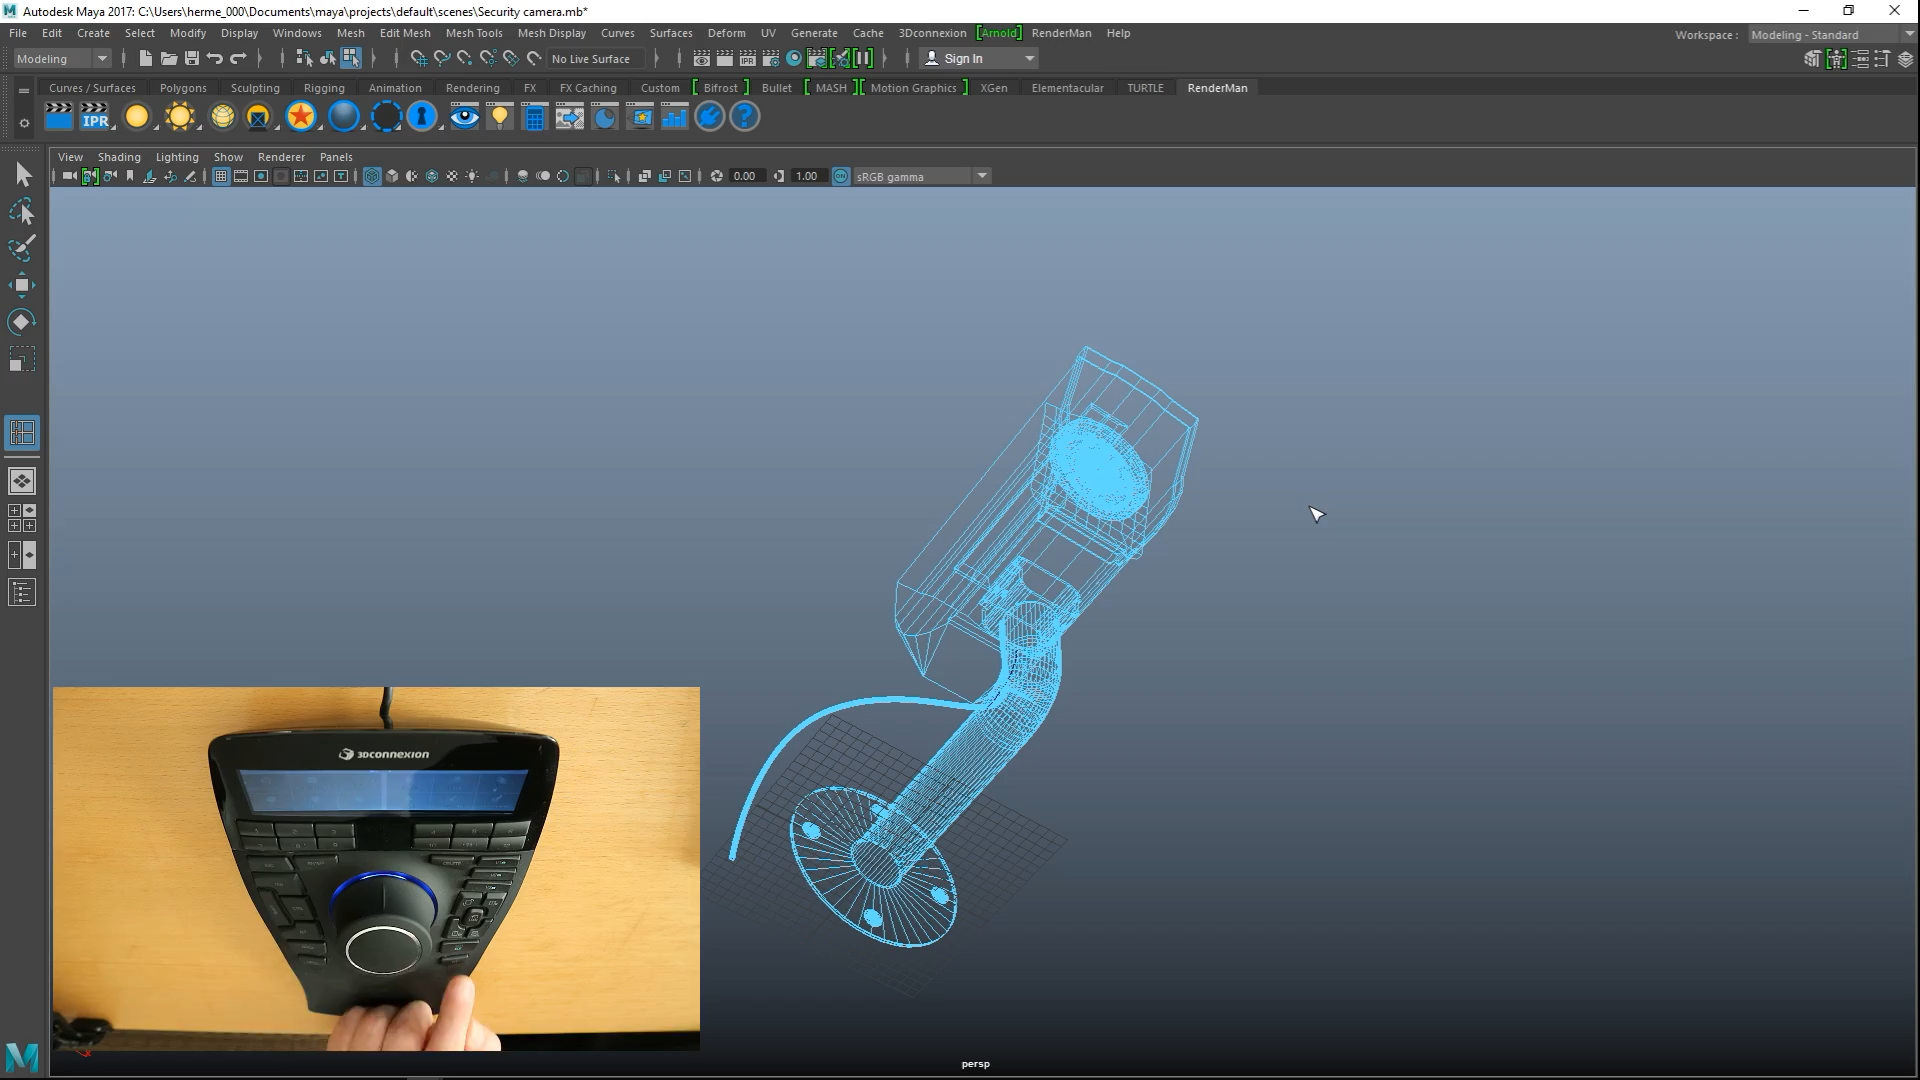 Autodesk Maya 2017: C:\Users\herme_000\Documents\maya\projects\default\scenes\Security camera.mb*
File Edit Create Select Modify Display Windows Mesh Edit Mesh Mesh Tools Mesh Display Curves Surfaces Deform UV Generate Cache 3Dconnexion [Arnold] RenderMan Help
Workspace : Modeling - Standard
Modeling No Live Surface IPR Sign In
Curves / Surfaces Polygons Sculpting Rigging Animation Rendering FX FX Caching Custom [ Bifrost ] Bullet [ MASH ] [ Motion Graphics ] XGen Elementacular TURTLE RenderMan
IPR ?
View Shading Lighting Show Renderer Panels
0.00 1.00 ON sRGB gamma
3Dconnexion
persp
M